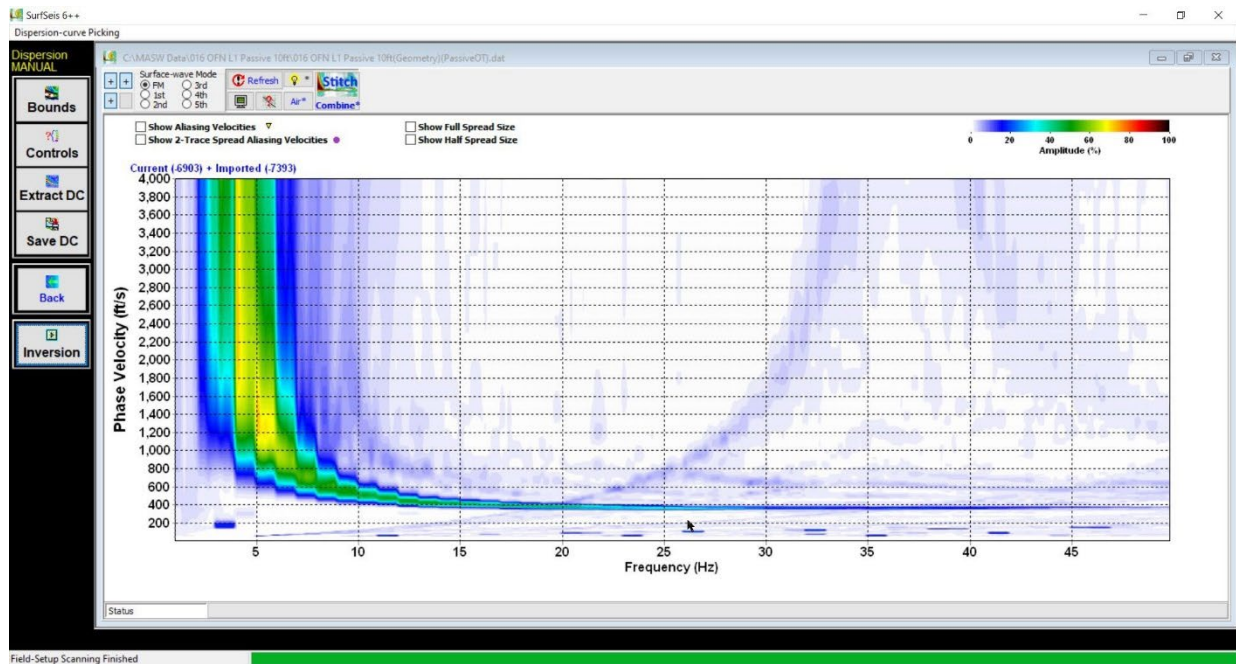 SurfSeis 6++
Dispersion-curve Picking
Dispersion
MANUAL
Bounds
Controls
Extract DC
Save DC
Back
Inversion
C:\MASW Data\016 OFN L1 Passive 10ft\016 OFN L1 Passive 10ft(Geometry)(PassiveOT).dat
Surface-wave Mode
FM 3rd
1st 4th
2nd 5th
Refresh
Air*
Stitch
Combine*
Show Aliasing Velocities
Show 2-Trace Spread Aliasing Velocities
Show Full Spread Size
Show Half Spread Size
0 20 40 60 80 100
Amplitude (%)
Current (-6903) + Imported (-7393)
Phase Velocity (ft/s)
4,000
3,800
3,600
3,400
3,200
3,000
2,800
2,600
2,400
2,200
2,000
1,800
1,600
1,400
1,200
1,000
800
600
400
200
5 10 15 20 25 30 35 40 45
Frequency (Hz)
Status
Field-Setup Scanning Finished